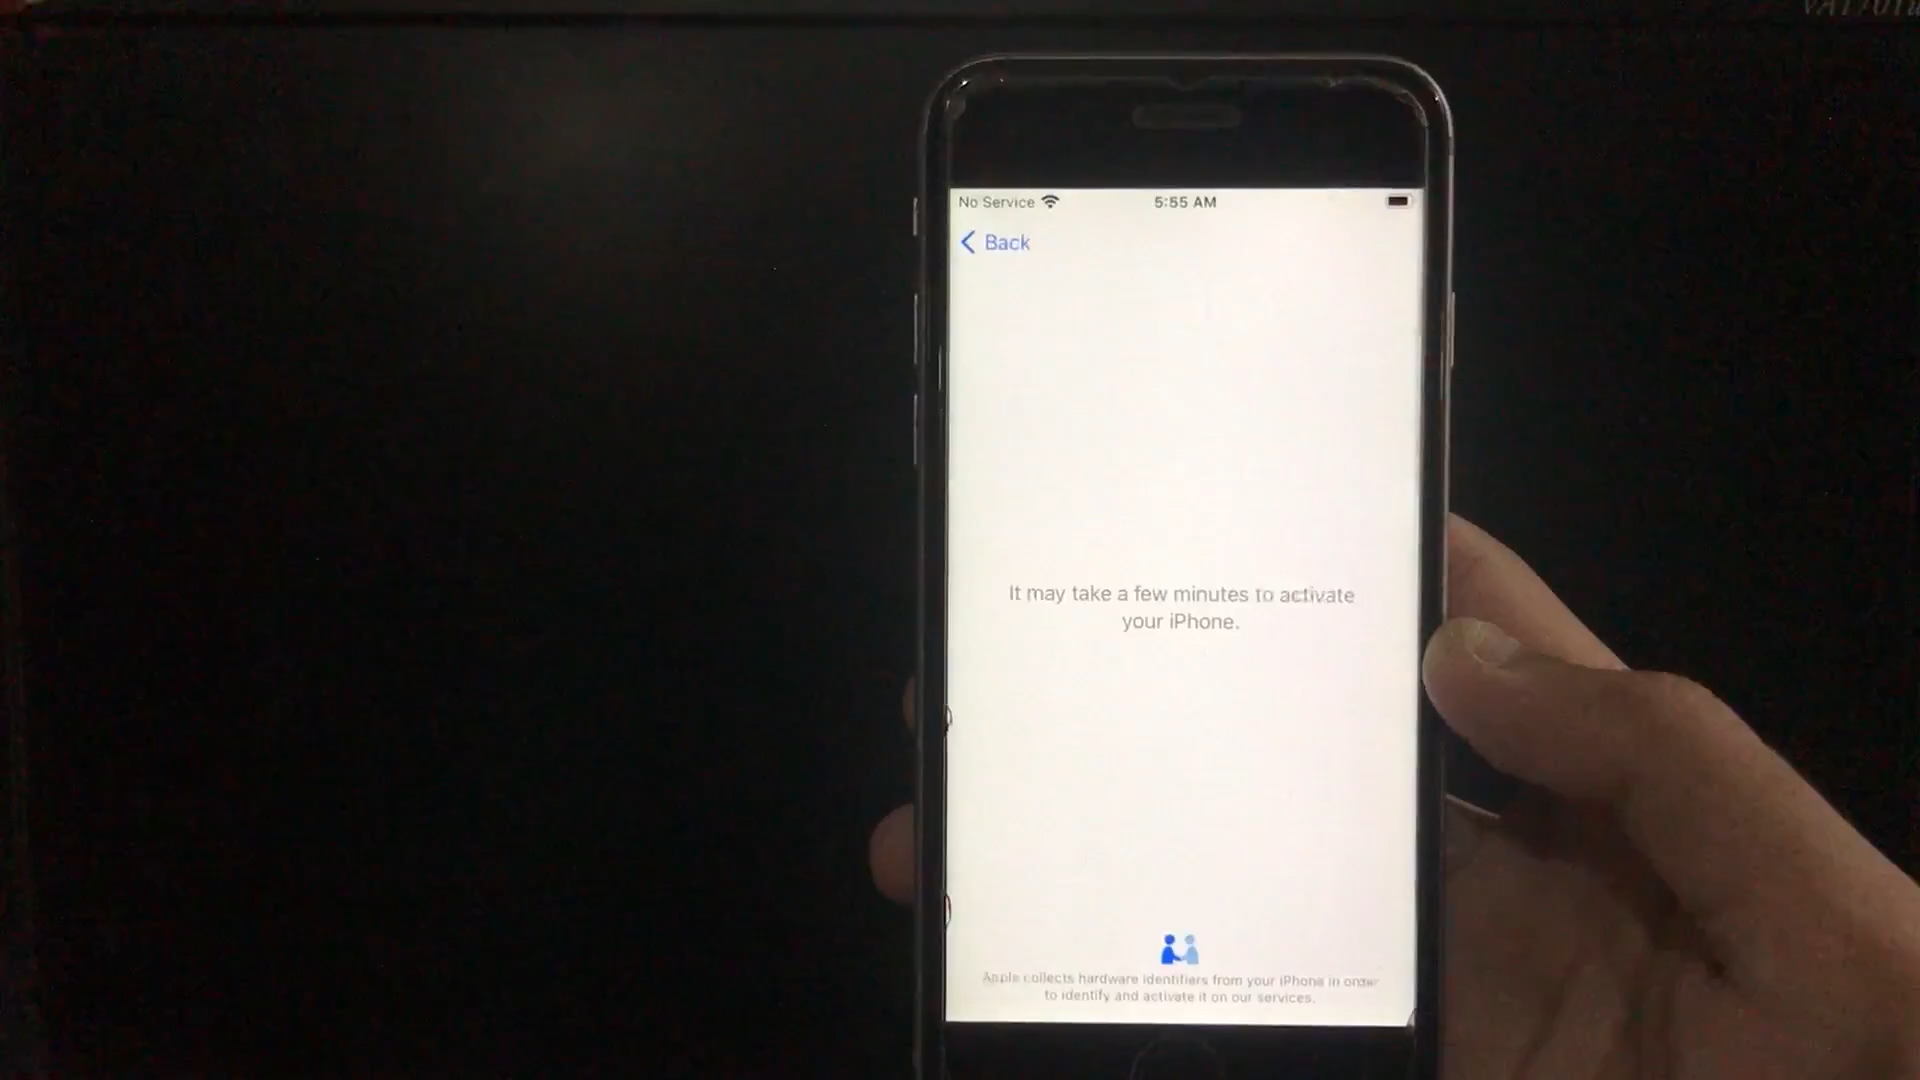 No Service
5:55 AM
Back
It may take a few minutes to activate
your iPhone.
Apple collects hardware identifiers from your iPhone in order
to identify and activate it on our services.